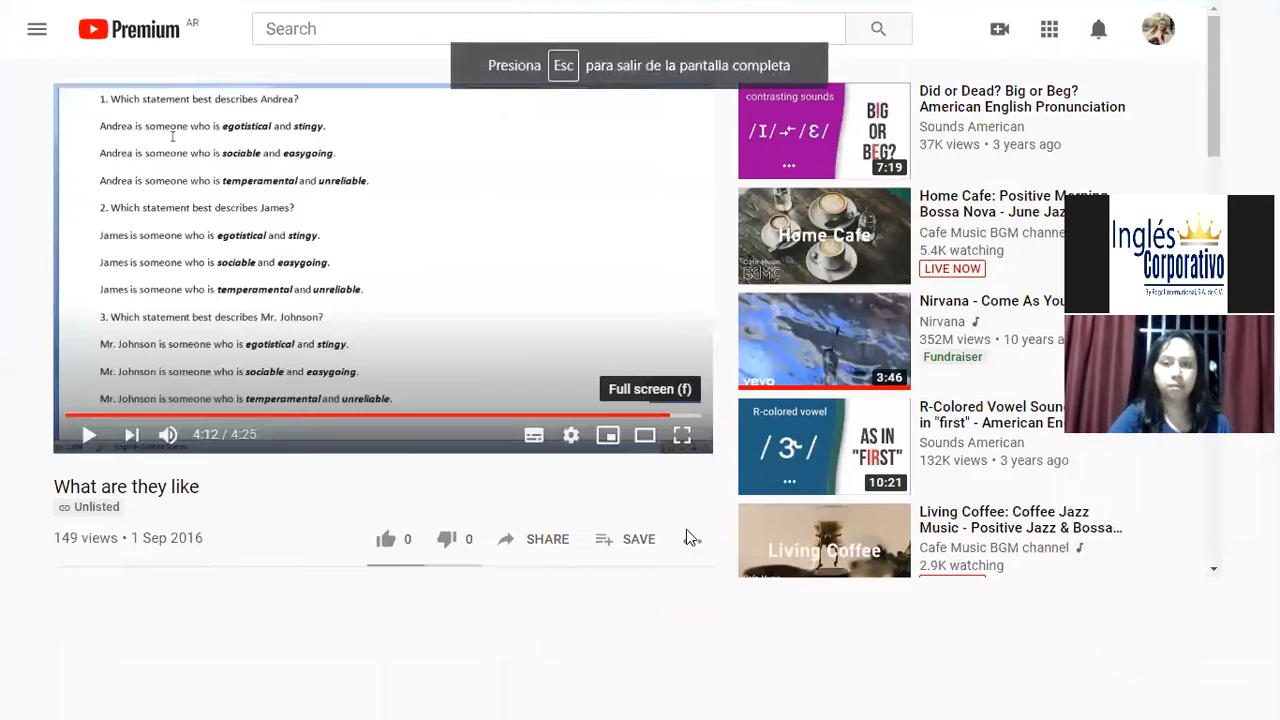 Premium AR
Search
Presiona Esc para salir de la pantalla completa
1. Which statement best describes Andrea?
Andrea is someone who is egotistical and stingy.
Andrea is someone who is sociable and easygoing.
Andrea is someone who is temperamental and unreliable.
2. Which statement best describes James?
James is someone who is egotistical and stingy.
James is someone who is sociable and easygoing.
James is someone who is temperamental and unreliable.
3. Which statement best describes Mr. Johnson?
Mr. Johnson is someone who is egotistical and stingy.
Mr. Johnson is someone who is sociable and easygoing.
Mr. Johnson is someone who is temperamental and unreliable.
Full screen (f)
4:12 / 4:25
What are they like
Unlisted
149 views • 1 Sep 2016
0
0
SHARE
SAVE
contrasting sounds
/I/ /ɛ/
BIG
OR
BEG?
7:19
Did or Dead? Big or Beg?
American English Pronunciation
Sounds American
37K views • 3 years ago
Home Cafe
Cafe Music
BGMC
Home Cafe: Positive Morning
Bossa Nova - June Jaz
Cafe Music BGM channe
5.4K watching
LIVE NOW
vevo
3:46
Nirvana - Come As You
Nirvana
352M views • 10 years a
Fundraiser
R-colored vowel
/ɝ/
AS IN
"FIRST"
10:21
R-Colored Vowel Soun
in "first" - American En
Sounds American
132K views • 3 years ago
Living Coffee
Living Coffee: Coffee Jazz
Music - Positive Jazz & Bossa...
Cafe Music BGM channel
2.9K watching
Inglés
Corporativo
By Regal International, S.A. de C.V.